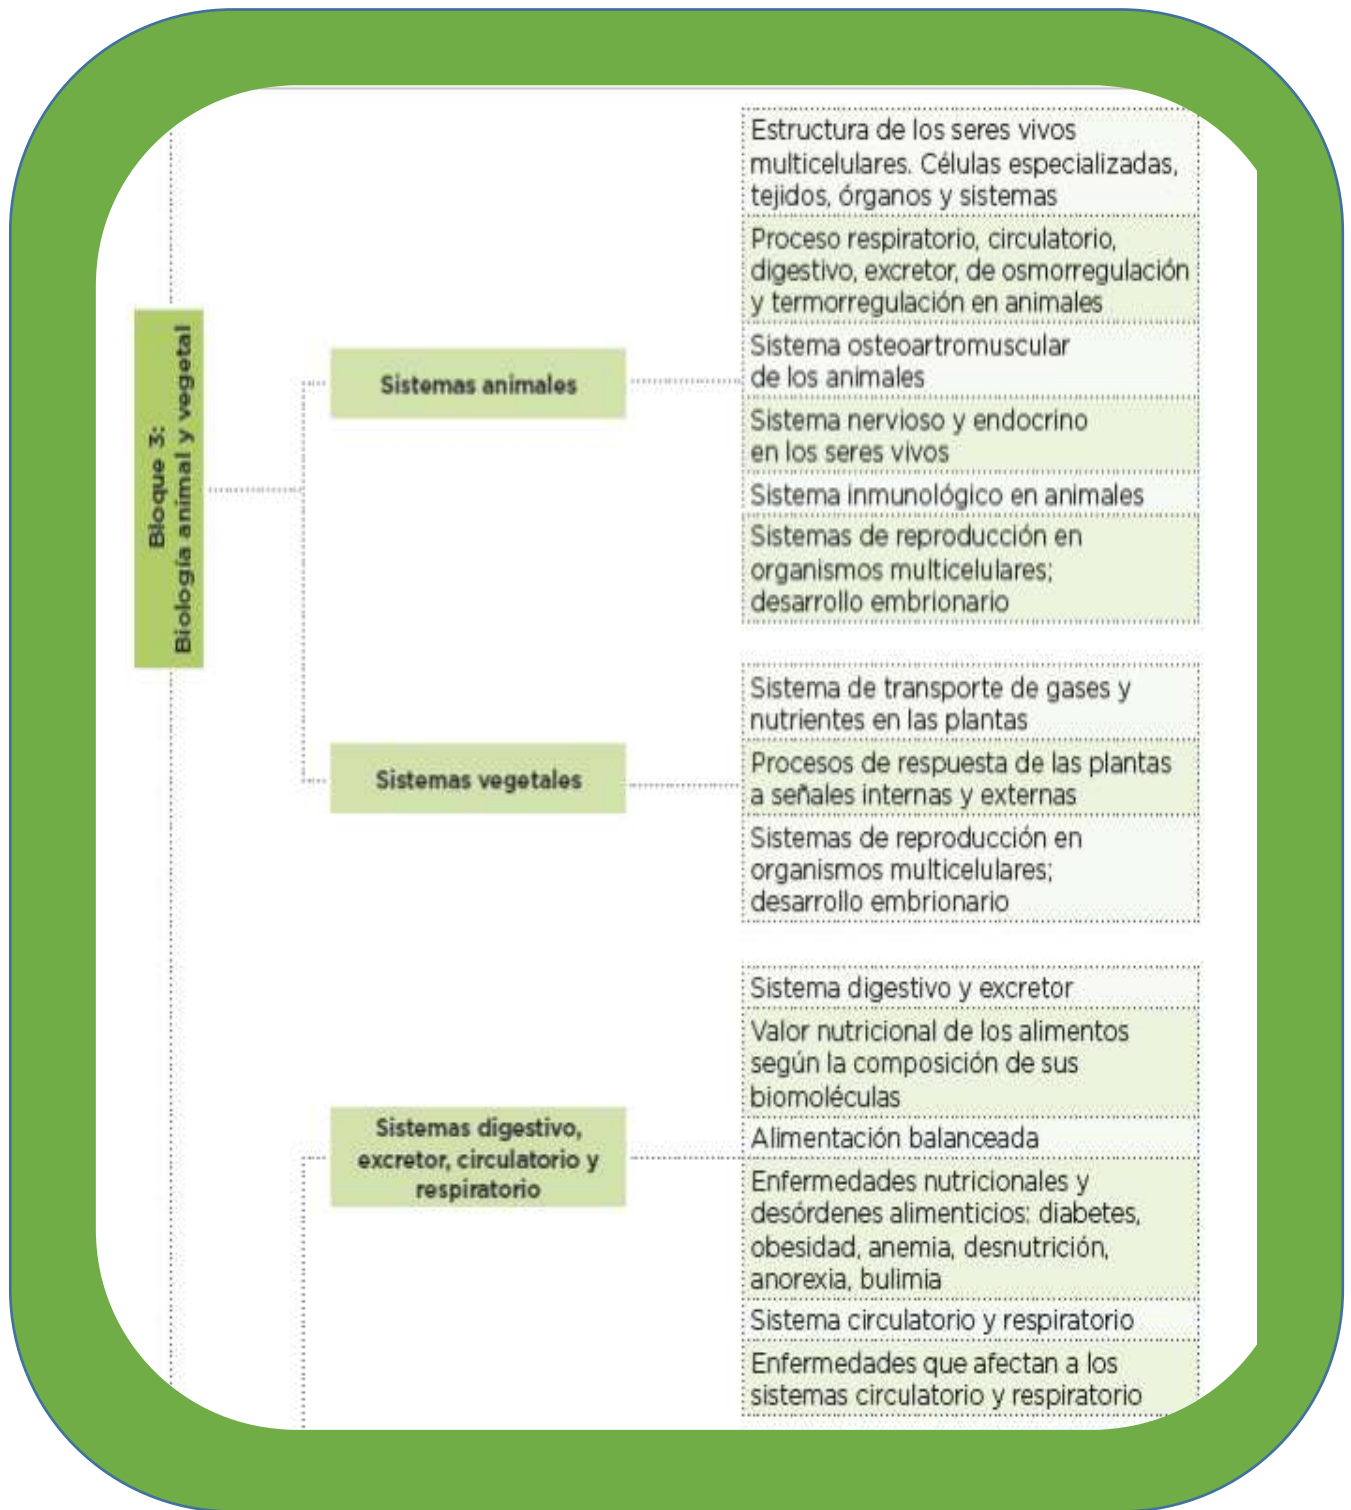 Bloque 3:
Biología animal y vegetal
Sistemas animales
Estructura de los seres vivos
multicelulares. Células especializadas,
tejidos, órganos y sistemas
Proceso respiratorio, circulatorio,
digestivo, excretor, de osmorregulación
y termorregulación en animales
Sistema osteoartromuscular
de los animales
Sistema nervioso y endocrino
en los seres vivos
Sistema inmunológico en animales
Sistemas de reproducción en
organismos multicelulares;
desarrollo embrionario
Sistemas vegetales
Sistema de transporte de gases y
nutrientes en las plantas
Procesos de respuesta de las plantas
a señales internas y externas
Sistemas de reproducción en
organismos multicelulares;
desarrollo embrionario
Sistemas digestivo,
excretor, circulatorio y
respiratorio
Sistema digestivo y excretor
Valor nutricional de los alimentos
según la composición de sus
biomoléculas
Alimentación balanceada
Enfermedades nutricionales y
desórdenes alimenticios: diabetes,
obesidad, anemia, desnutrición,
anorexia, bulimia
Sistema circulatorio y respiratorio
Enfermedades que afectan a los
sistemas circulatorio y respiratorio